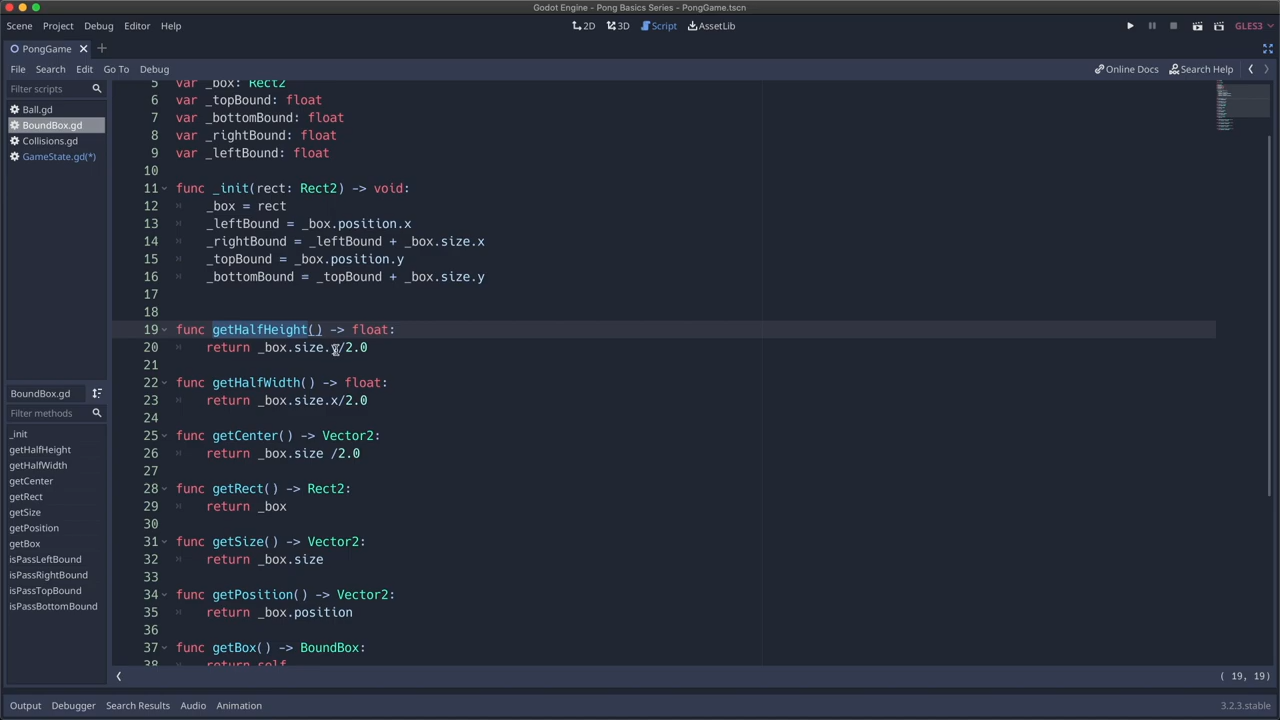 Godot Engine - Pong Basics Series - PongGame.tscn
Scene Project Debug Editor Help 2D 3D Script AssetLib GLES3
PongGame
File Search Edit Go To Debug Online Docs Search Help
Filter scripts
Ball.gd
BoundBox.gd
Collisions.gd
GameState.gd(*)
BoundBox.gd
Filter methods
_init
getHalfHeight
getHalfWidth
getCenter
getRect
getSize
getPosition
getBox
isPassLeftBound
isPassRightBound
isPassTopBound
isPassBottomBound
5 var _box: Rect2
6 var _topBound: float
7 var _bottomBound: float
8 var _rightBound: float
9 var _leftBound: float
10
11 func _init(rect: Rect2) -> void:
12 _box = rect
13 _leftBound = _box.position.x
14 _rightBound = _leftBound + _box.size.x
15 _topBound = _box.position.y
16 _bottomBound = _topBound + _box.size.y
17
18
19 func getHalfHeight() -> float:
20 return _box.size.y/2.0
21
22 func getHalfWidth() -> float:
23 return _box.size.x/2.0
24
25 func getCenter() -> Vector2:
26 return _box.size /2.0
27
28 func getRect() -> Rect2:
29 return _box
30
31 func getSize() -> Vector2:
32 return _box.size
33
34 func getPosition() -> Vector2:
35 return _box.position
36
37 func getBox() -> BoundBox:
38 return self
( 19, 19)
Output Debugger Search Results Audio Animation 3.2.3.stable